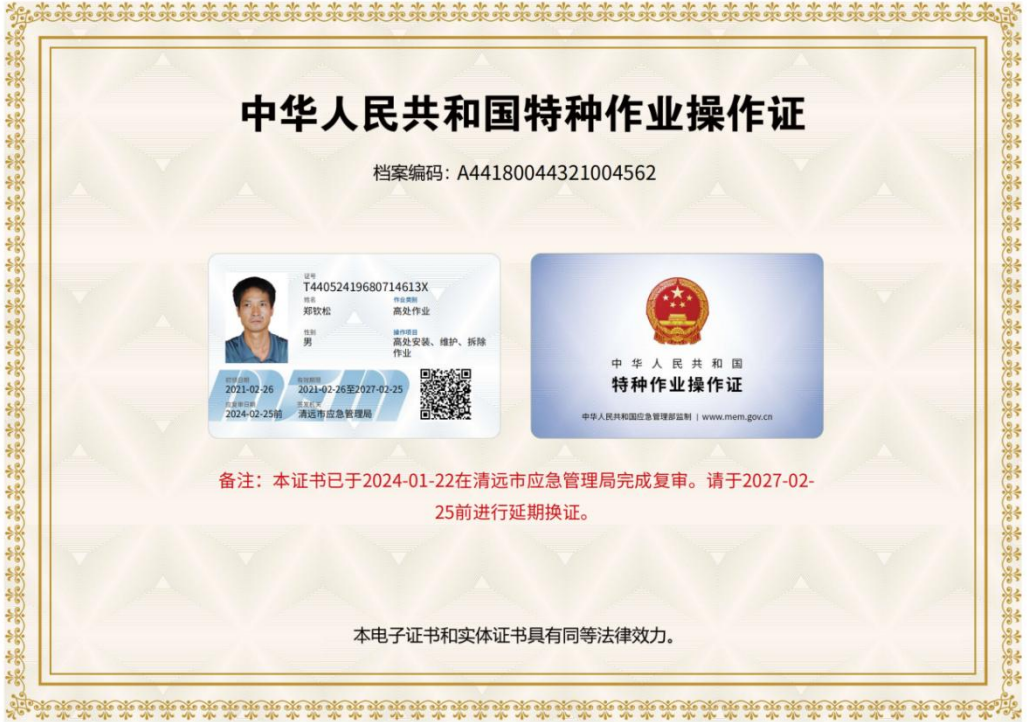 中华人民共和国特种作业操作证
档案编码：A44180044321004562
证号
T44052419680714613X
姓名
郑钦松
作业类别
高处作业
性别
男
操作项目
高处安装、维护、拆除
作业
初领日期
2021-02-26
有效期限
2021-02-26至2027-02-25
应复审日期
2024-02-25前
签发机关
清远市应急管理局
中华人民共和国
特种作业操作证
中华人民共和国应急管理部监制 | www.mem.gov.cn
备注：本证书已于2024-01-22在清远市应急管理局完成复审。请于2027-02-
25前进行延期换证。
本电子证书和实体证书具有同等法律效力。